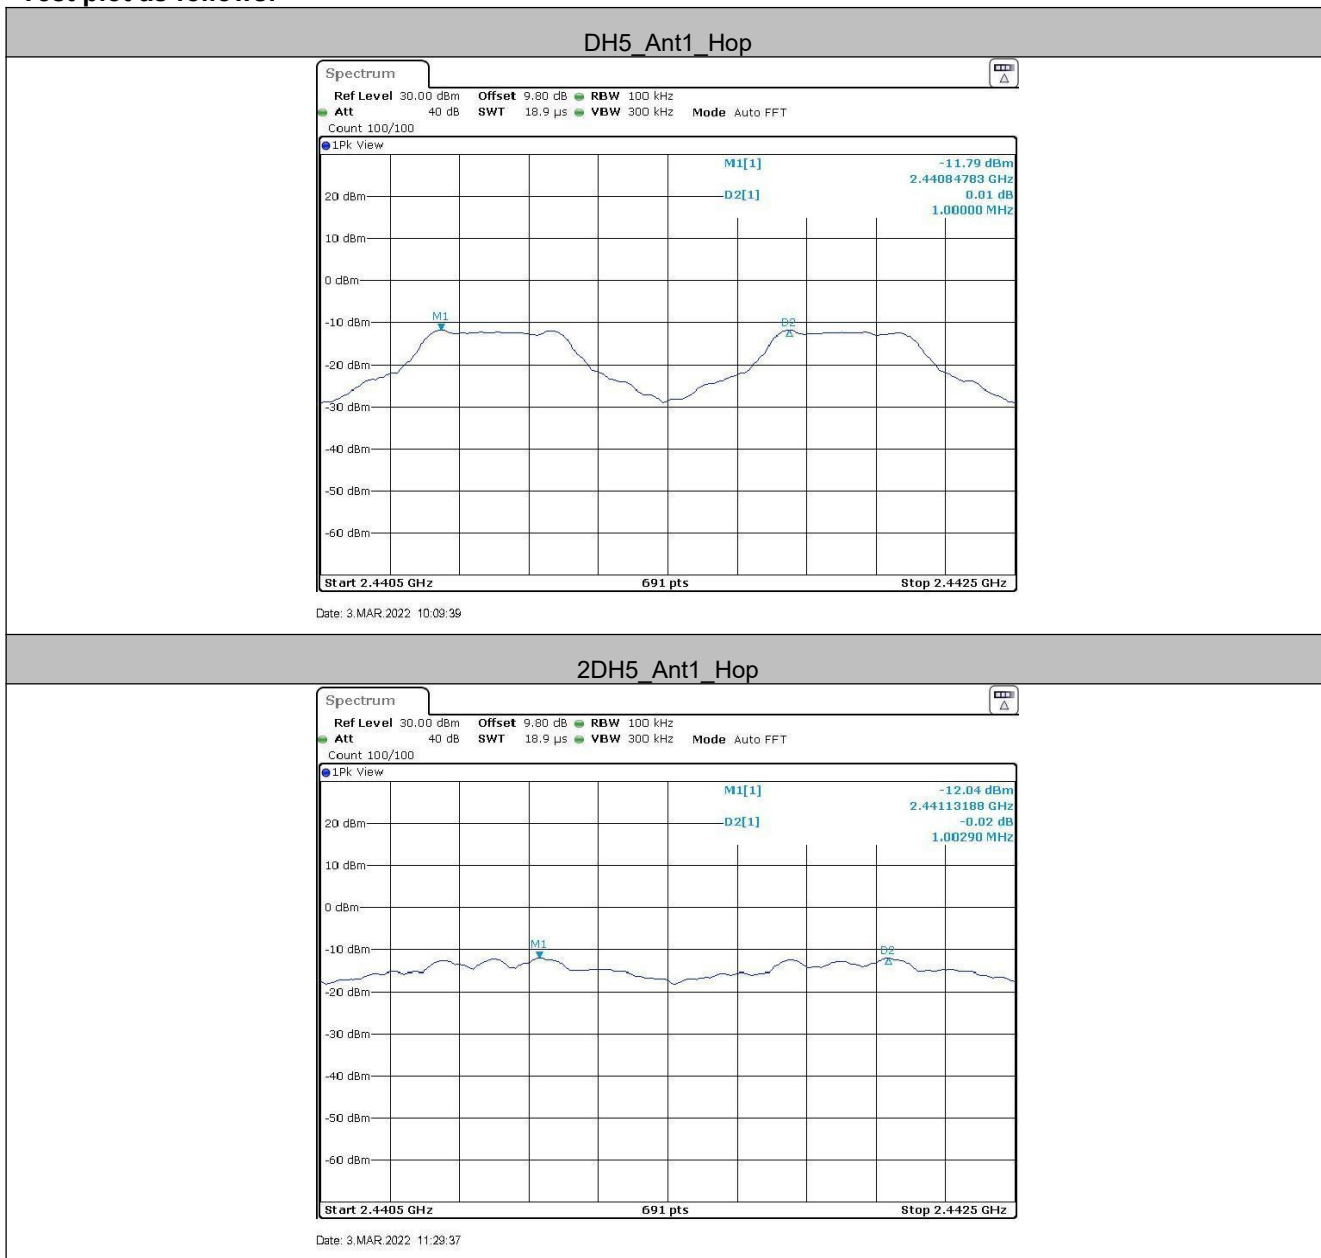 Test plot as follows:
DH5_Ant1_Hop
Spectrum
Ref Level 30.00 dBm Offset 9.80 dB RBW 100 kHz
Att 40 dB SWT 18.9 µs VBW 300 kHz Mode Auto FFT
Count 100/100
1Pk View
M1[1] -11.79 dBm
2.44084783 GHz
20 dBm D2[1] 0.01 dB
1.00000 MHz
10 dBm
0 dBm
M1
-10 dBm D2
-20 dBm
-30 dBm
-40 dBm
-50 dBm
-60 dBm
Start 2.4405 GHz 691 pts Stop 2.4425 GHz
Date: 3.MAR.2022 10:09:39
2DH5_Ant1_Hop
Spectrum
Ref Level 30.00 dBm Offset 9.80 dB RBW 100 kHz
Att 40 dB SWT 18.9 µs VBW 300 kHz Mode Auto FFT
Count 100/100
1Pk View
M1[1] -12.04 dBm
2.44113188 GHz
20 dBm D2[1] -0.02 dB
1.00290 MHz
10 dBm
0 dBm
M1
-10 dBm D2
-20 dBm
-30 dBm
-40 dBm
-50 dBm
-60 dBm
Start 2.4405 GHz 691 pts Stop 2.4425 GHz
Date: 3.MAR.2022 11:29:37